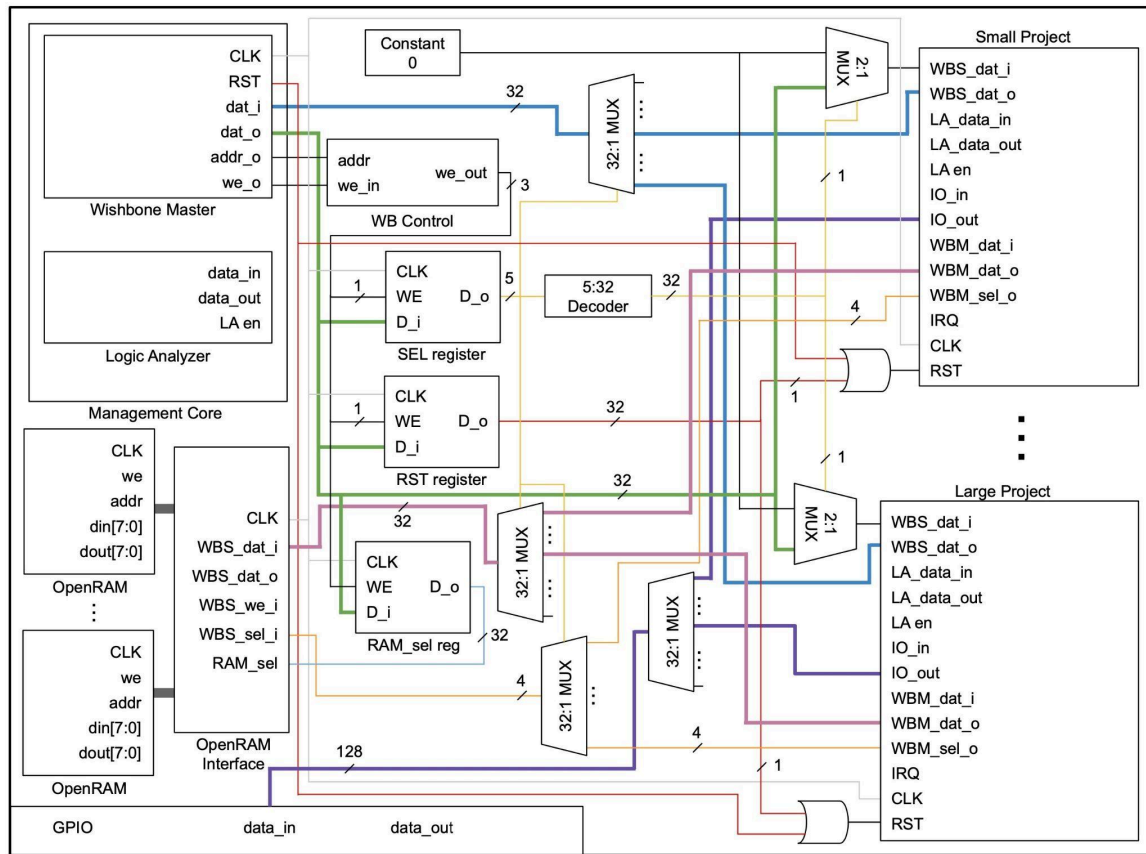 CLK
RST
dat_i
dat_o
addr_o
we_o
Wishbone Master
data_in
data_out
LA en
Logic Analyzer
Management Core
Constant
0
32
addr
we_in
we_out
WB Control
3
32:1 MUX
2:1
MUX
1
CLK
WE
D_i
D_o
SEL register
1
5
5:32
Decoder
32
CLK
WE
D_i
D_o
RST register
1
32
1
4
Small Project
WBS_dat_i
WBS_dat_o
LA_data_in
LA_data_out
LA en
IO_in
IO_out
WBM_dat_i
WBM_dat_o
WBM_sel_o
IRQ
CLK
RST
CLK
we
addr
din[7:0]
dout[7:0]
OpenRAM
CLK
we
addr
din[7:0]
dout[7:0]
OpenRAM
CLK
WBS_dat_i
WBS_dat_o
WBS_we_i
WBS_sel_i
RAM_sel
OpenRAM
Interface
32
32
CLK
WE
D_i
D_o
RAM_sel reg
32
32:1 MUX
32:1 MUX
32:1 MUX
4
4
128
1
2:1
MUX
1
Large Project
WBS_dat_i
WBS_dat_o
LA_data_in
LA_data_out
LA en
IO_in
IO_out
WBM_dat_i
WBM_dat_o
WBM_sel_o
IRQ
CLK
RST
GPIO
data_in
data_out